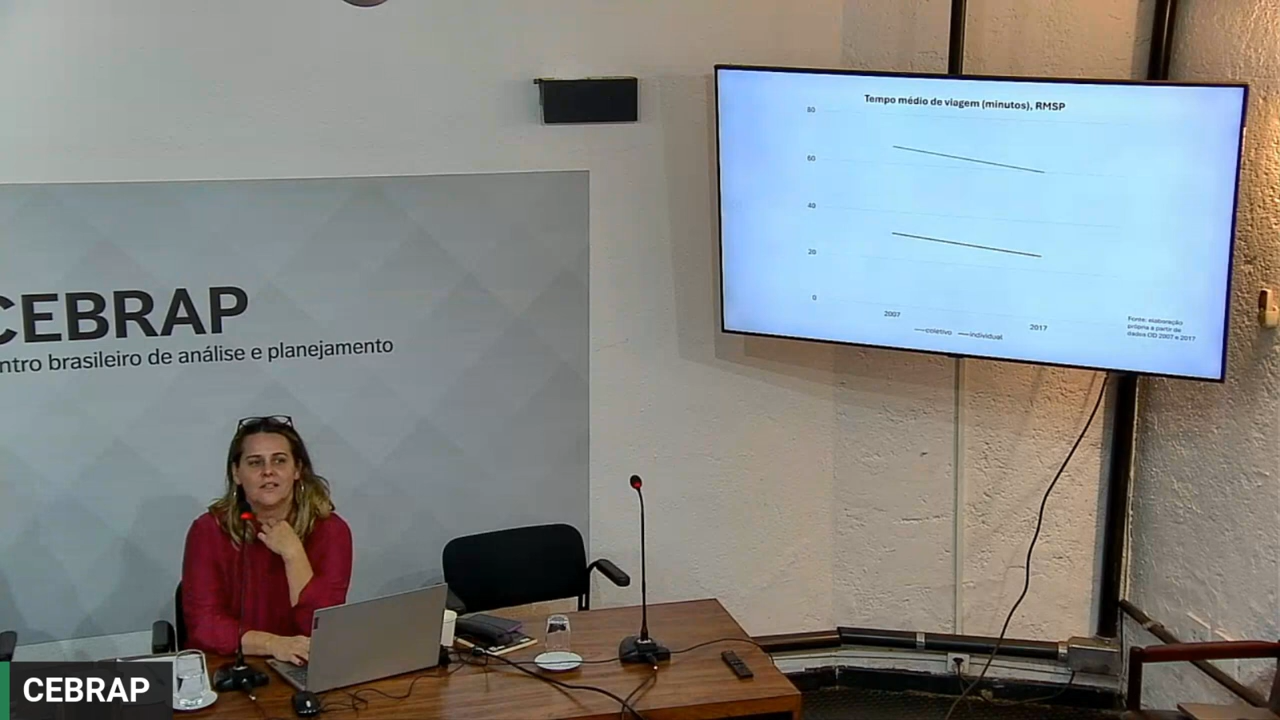 CEBRAP
ntro brasileiro de análise e planejamento
Tempo médio de viagem (minutos), RMSP
80
60
40
20
0
2007
2017
coletivo individual
Fonte: elaboração
própria a partir de
dados OD 2007 e 2017
CEBRAP